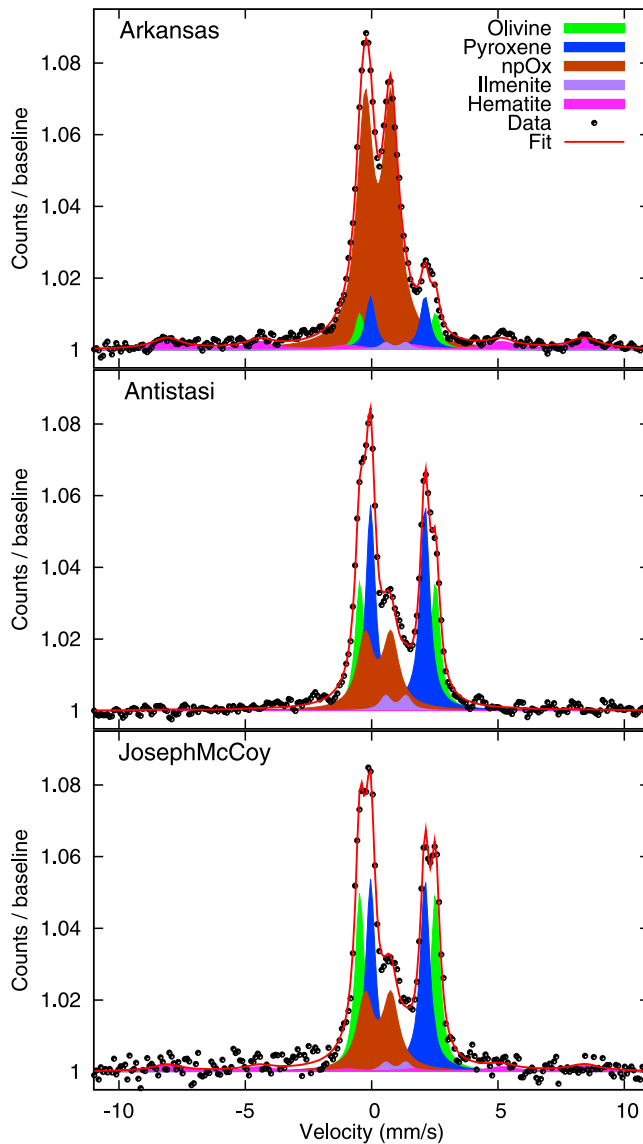 Arkansas
Olivine
Pyroxene
npOx
Ilmenite
Hematite
Data
Fit
Counts / baseline
1.08
1.06
1.04
1.02
1
Antistasi
Counts / baseline
1.08
1.06
1.04
1.02
1
JosephMcCoy
Counts / baseline
1.08
1.06
1.04
1.02
1
-10 -5 0 5 10
Velocity (mm/s)